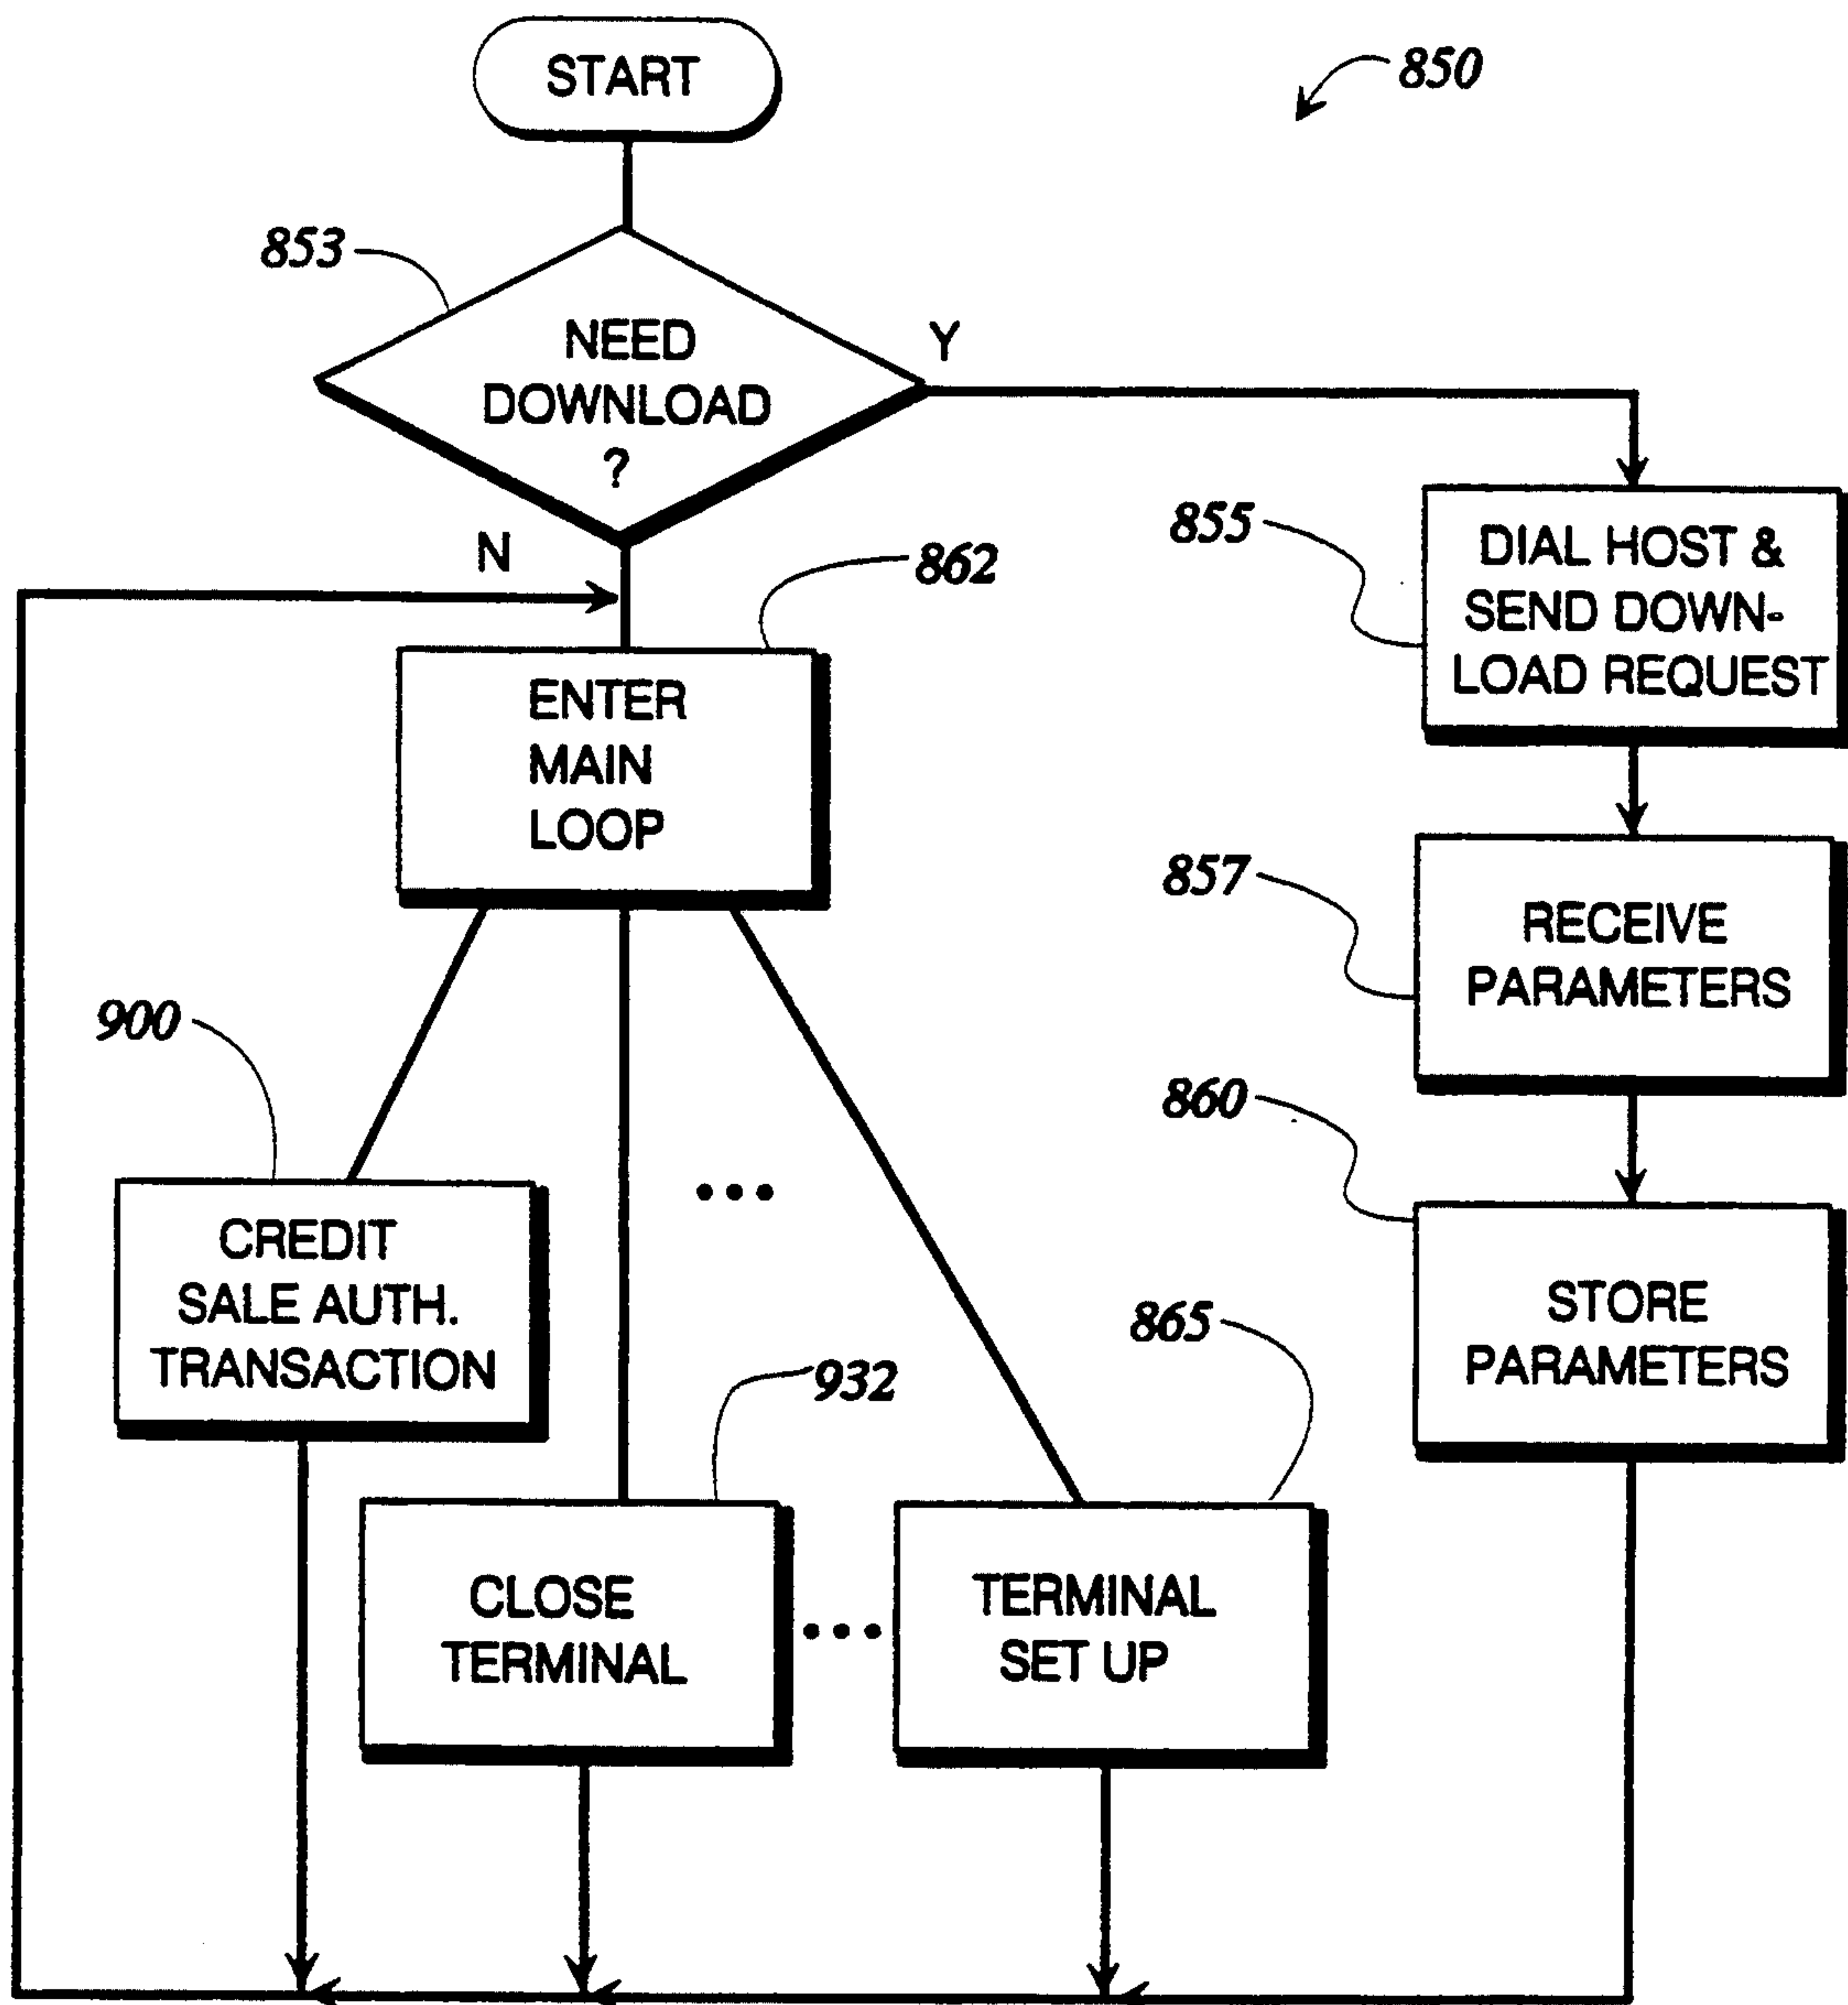 START
850
853
NEED
DOWNLOAD
?
Y
N
862
ENTER
MAIN
LOOP
855
DIAL HOST &
SEND DOWN-
LOAD REQUEST
857
RECEIVE
PARAMETERS
900
CREDIT
SALE AUTH.
TRANSACTION
...
860
STORE
PARAMETERS
932
CLOSE
TERMINAL
...
865
TERMINAL
SET UP